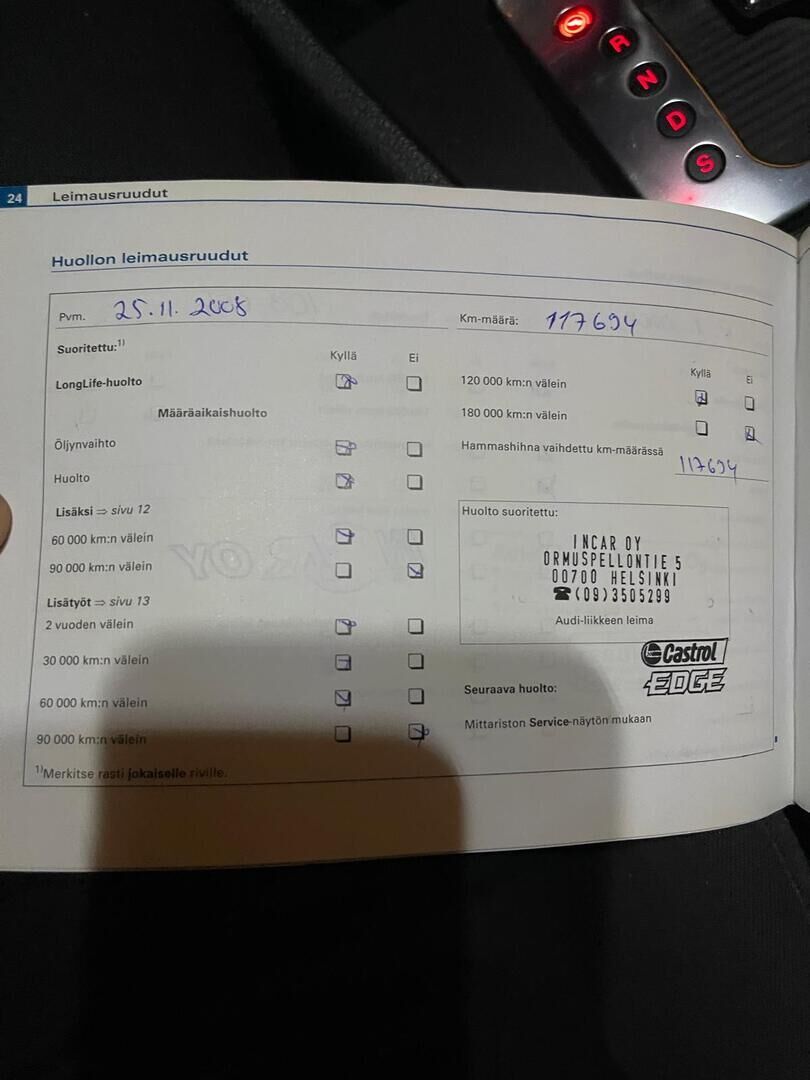 R
N
D
S
24 Leimausruudut
Huollon leimausruudut
Pvm. 25.11.2008
Suoritettu:1)
Kyllä Ei
LongLife-huolto
Määräaikaishuolto
Öljynvaihto
Huolto
Lisäksi ⇒ sivu 12
60 000 km:n välein
90 000 km:n välein
Lisätyöt ⇒ sivu 13
2 vuoden välein
30 000 km:n välein
60 000 km:n välein
90 000 km:n välein
1)Merkitse rasti jokaiselle riville.
Km-määrä: 117694
Kyllä Ei
120 000 km:n välein
180 000 km:n välein
Hammashihna vaihdettu km-määrässä
117694
Huolto suoritettu:
INCAR OY
ORMUSPELLONTIE 5
00700 HELSINKI
☎(09)3505299
Audi-liikkeen leima
Castrol
EDGE
Seuraava huolto:
Mittariston Service-näytön mukaan